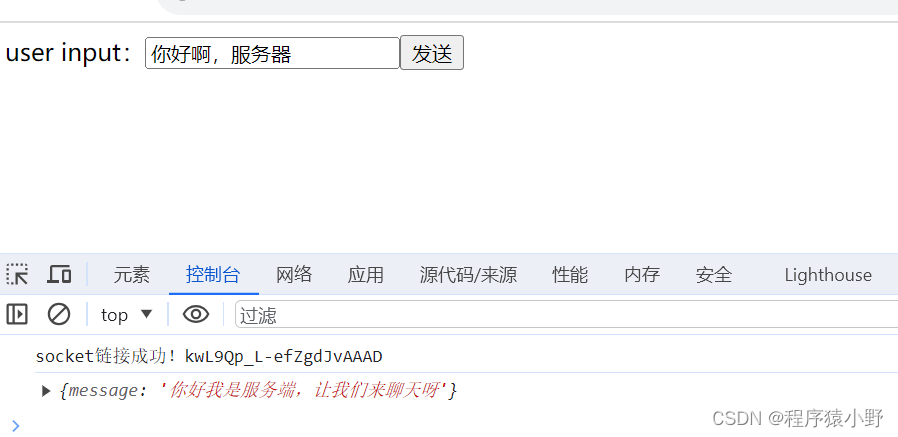 user input：你好啊，服务器 发送
元素 控制台 网络 应用 源代码/来源 性能 内存 安全 Lighthouse
top ▼ 过滤
socket链接成功！kwL9Qp_L-efZgdJvAAAD
▶ {message: '你好我是服务端，让我们来聊天呀'}
CSDN @程序猿小野